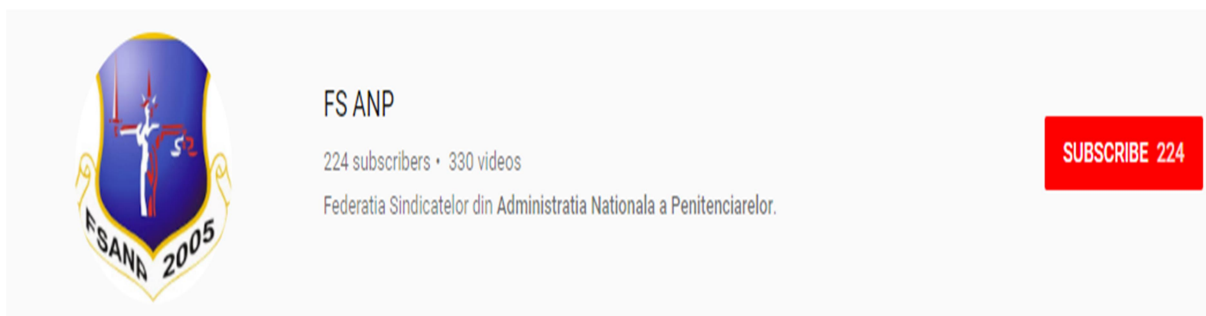 FS ANP
224 subscribers • 330 videos
SUBSCRIBE 224
Federatia Sindicatelor din Administratia Nationala a Penitenciarelor.
FSANP 2005